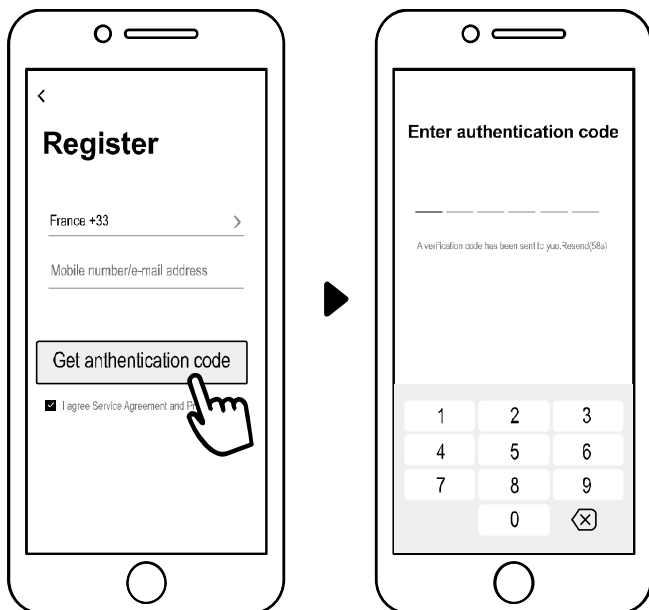 Register
France +33
Mobile number/e-mail address
Get anthentication code
I agree Service Agreement and
Enter authentication code
A verification code has been sent to yuo.Resend(58s)
1 2 3
4 5 6
7 8 9
0